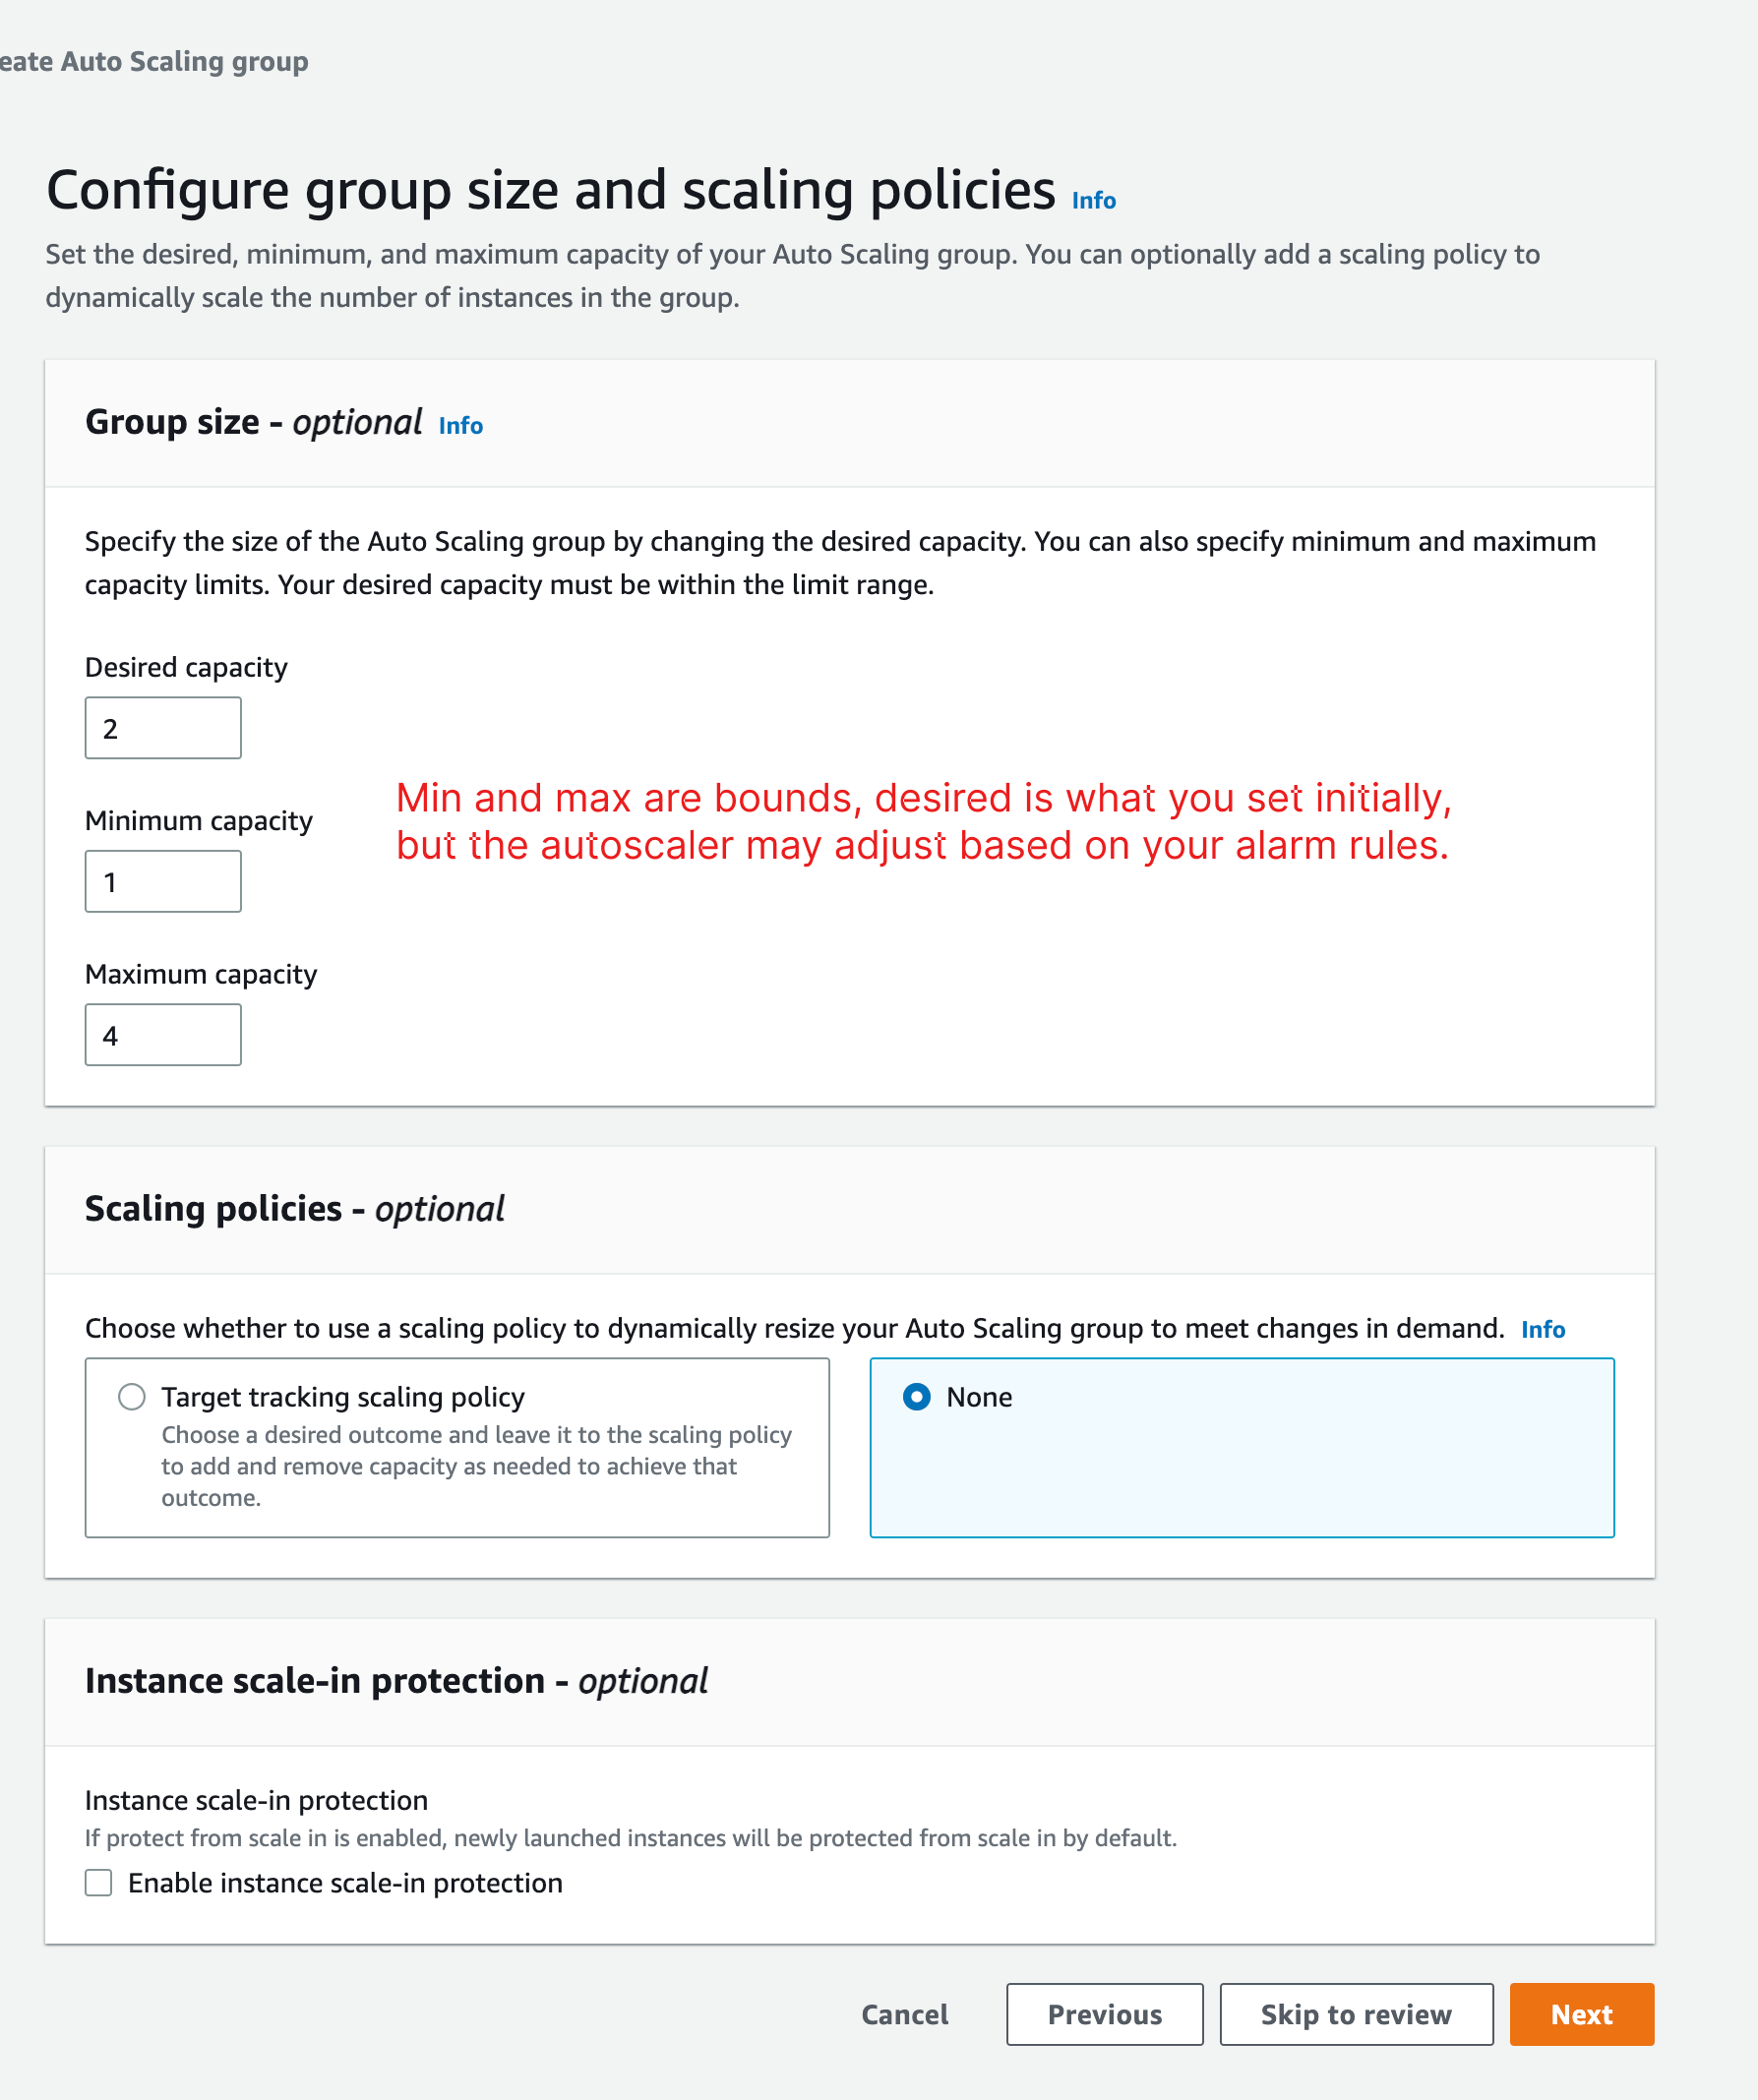 eate Auto Scaling group
Configure group size and scaling policies Info
Set the desired, minimum, and maximum capacity of your Auto Scaling group. You can optionally add a scaling policy to
dynamically scale the number of instances in the group.
Group size - optional Info
Specify the size of the Auto Scaling group by changing the desired capacity. You can also specify minimum and maximum
capacity limits. Your desired capacity must be within the limit range.
Desired capacity
2
Min and max are bounds, desired is what you set initially,
but the autoscaler may adjust based on your alarm rules.
Minimum capacity
1
Maximum capacity
4
Scaling policies - optional
Choose whether to use a scaling policy to dynamically resize your Auto Scaling group to meet changes in demand. Info
Target tracking scaling policy
Choose a desired outcome and leave it to the scaling policy
to add and remove capacity as needed to achieve that
outcome.
None
Instance scale-in protection - optional
Instance scale-in protection
If protect from scale in is enabled, newly launched instances will be protected from scale in by default.
Enable instance scale-in protection
Cancel Previous Skip to review Next